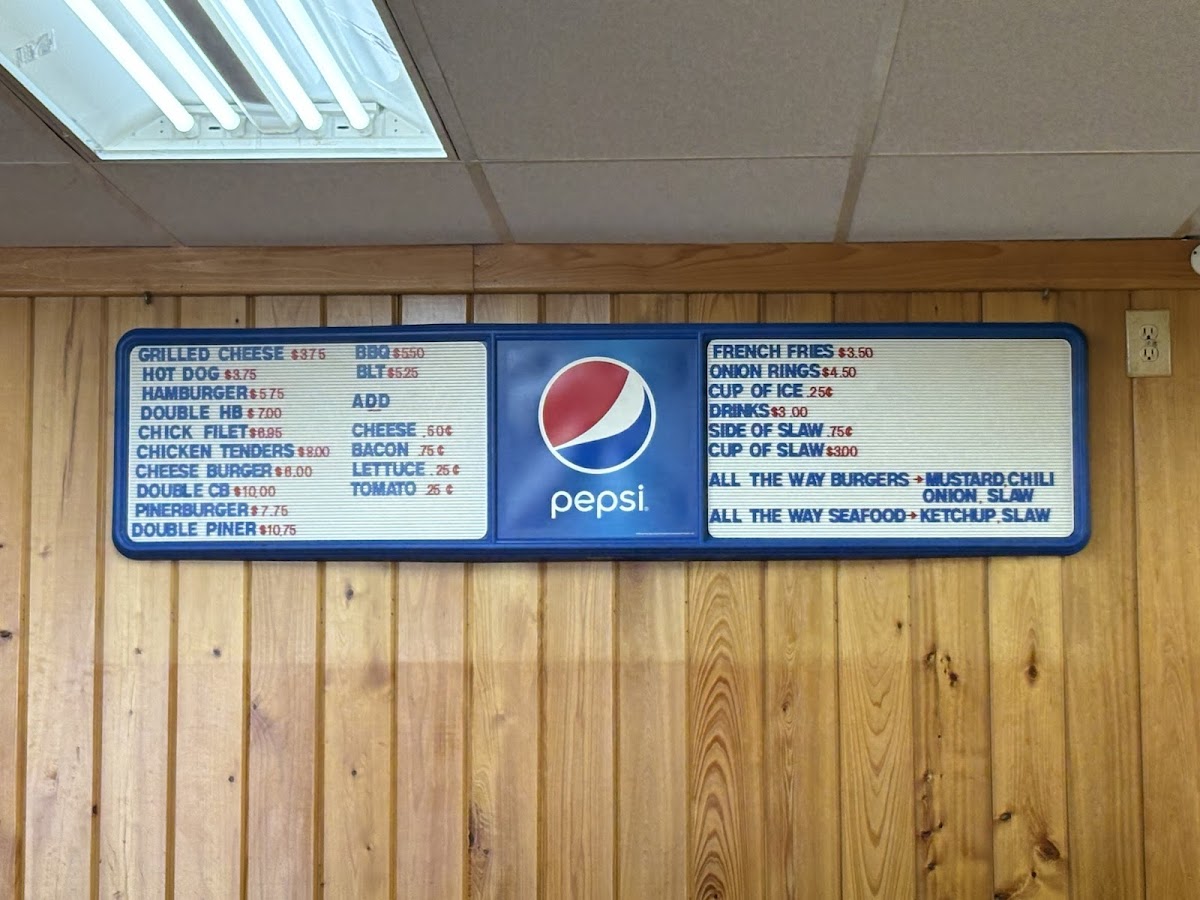 GRILLED CHEESE $3.75
HOT DOG $3.75
HAMBURGER $5.75
DOUBLE HB $7.00
CHICK FILET $6.95
CHICKEN TENDERS $8.00
CHEESE BURGER $6.00
DOUBLE CB $10.00
PINERBURGER $7.75
DOUBLE PINER $10.75
BBQ $5.50
BLT $5.25
ADD
CHEESE .60¢
BACON .75¢
LETTUCE .25¢
TOMATO .25¢
pepsi
FRENCH FRIES $3.50
ONION RINGS $4.50
CUP OF ICE .25¢
DRINKS $3.00
SIDE OF SLAW .75¢
CUP OF SLAW $3.00
ALL THE WAY BURGERS → MUSTARD, CHILI
ONION, SLAW
ALL THE WAY SEAFOOD → KETCHUP, SLAW